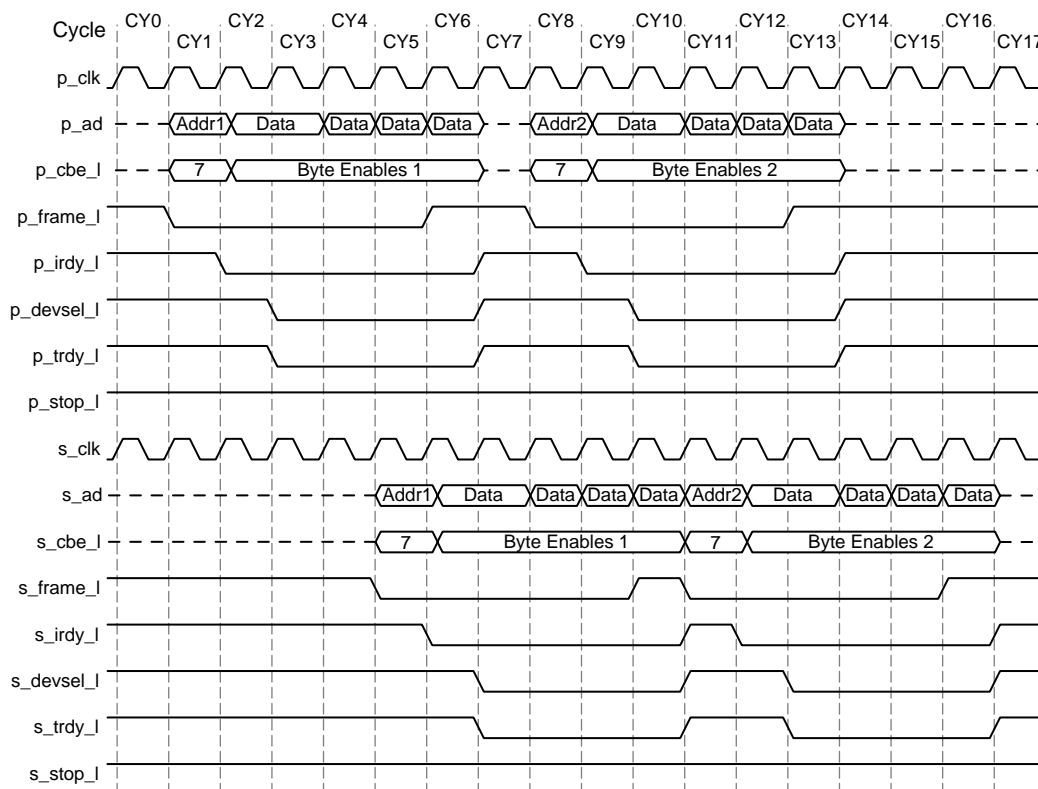 CY0 CY2 CY4 CY6 CY8 CY10 CY12 CY14 CY16
Cycle
CY1 CY3 CY5 CY7 CY9 CY11 CY13 CY15 CY17
p_clk
p_ad Addr1 Data Data Data Data Addr2 Data Data Data Data
p_cbe_l 7 Byte Enables 1 7 Byte Enables 2
p_frame_l
p_irdy_l
p_devsel_l
p_trdy_l
p_stop_l
s_clk
s_ad Addr1 Data Data Data Data Addr2 Data Data Data Data
s_cbe_l 7 Byte Enables 1 7 Byte Enables 2
s_frame_l
s_irdy_l
s_devsel_l
s_trdy_l
s_stop_l